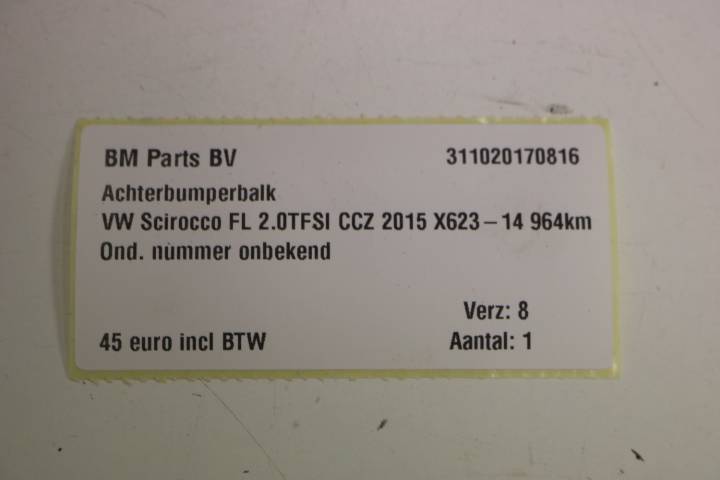 BM Parts BV 311020170816
Achterbumperbalk
VW Scirocco FL 2.0TFSI CCZ 2015 X623-14 964km
Ond. nummer onbekend
Verz: 8
45 euro incl BTW Aantal: 1